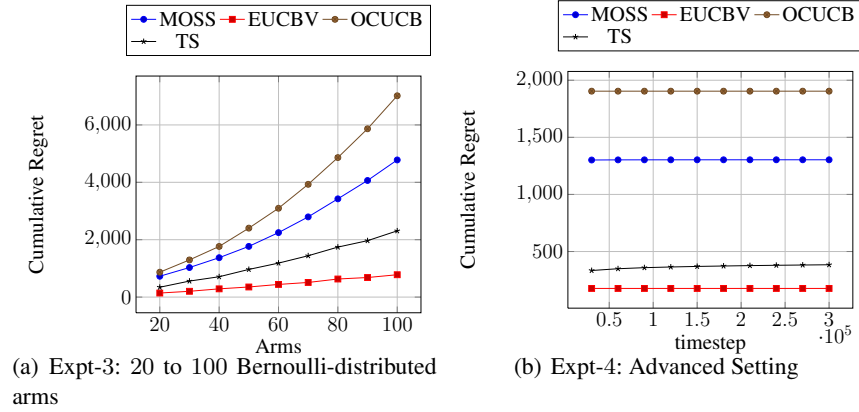 MOSS EUCBV OCUCB
TS
6,000
4,000
2,000
0
20 40 60 80 100
Arms
Cumulative Regret
(a) Expt-3: 20 to 100 Bernoulli-distributed
arms
MOSS EUCBV OCUCB
TS
2,000
1,500
1,000
500
0.5 1 1.5 2 2.5 3
·10⁵
timestep
Cumulative Regret
(b) Expt-4: Advanced Setting